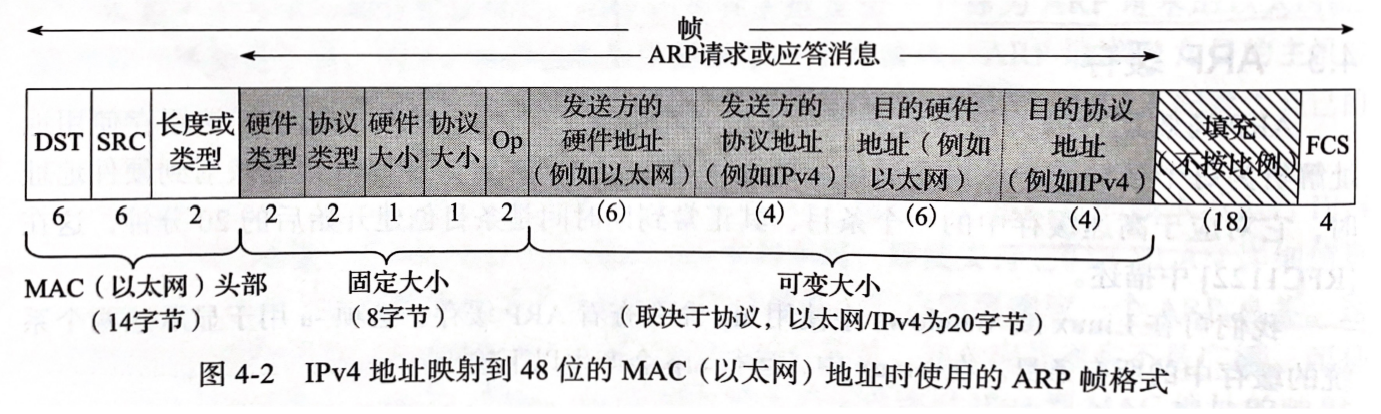 帧
ARP请求或应答消息
DST
SRC
长度或
类型
硬件
类型
协议
类型
硬件
大小
协议
大小
Op
发送方的
硬件地址
(例如以太网)
发送方的
协议地址
(例如IPv4)
目的硬件
地址(例如
以太网)
目的协议
地址
(例如IPv4)
填充
(不按比例)
FCS
6 6 2 2 2 1 1 2 (6) (4) (6) (4) (18) 4
MAC(以太网)头部
(14字节)
固定大小
(8字节)
可变大小
(取决于协议,以太网/IPv4为20字节)
图 4-2 IPv4 地址映射到 48 位的 MAC(以太网)地址时使用的 ARP 帧格式